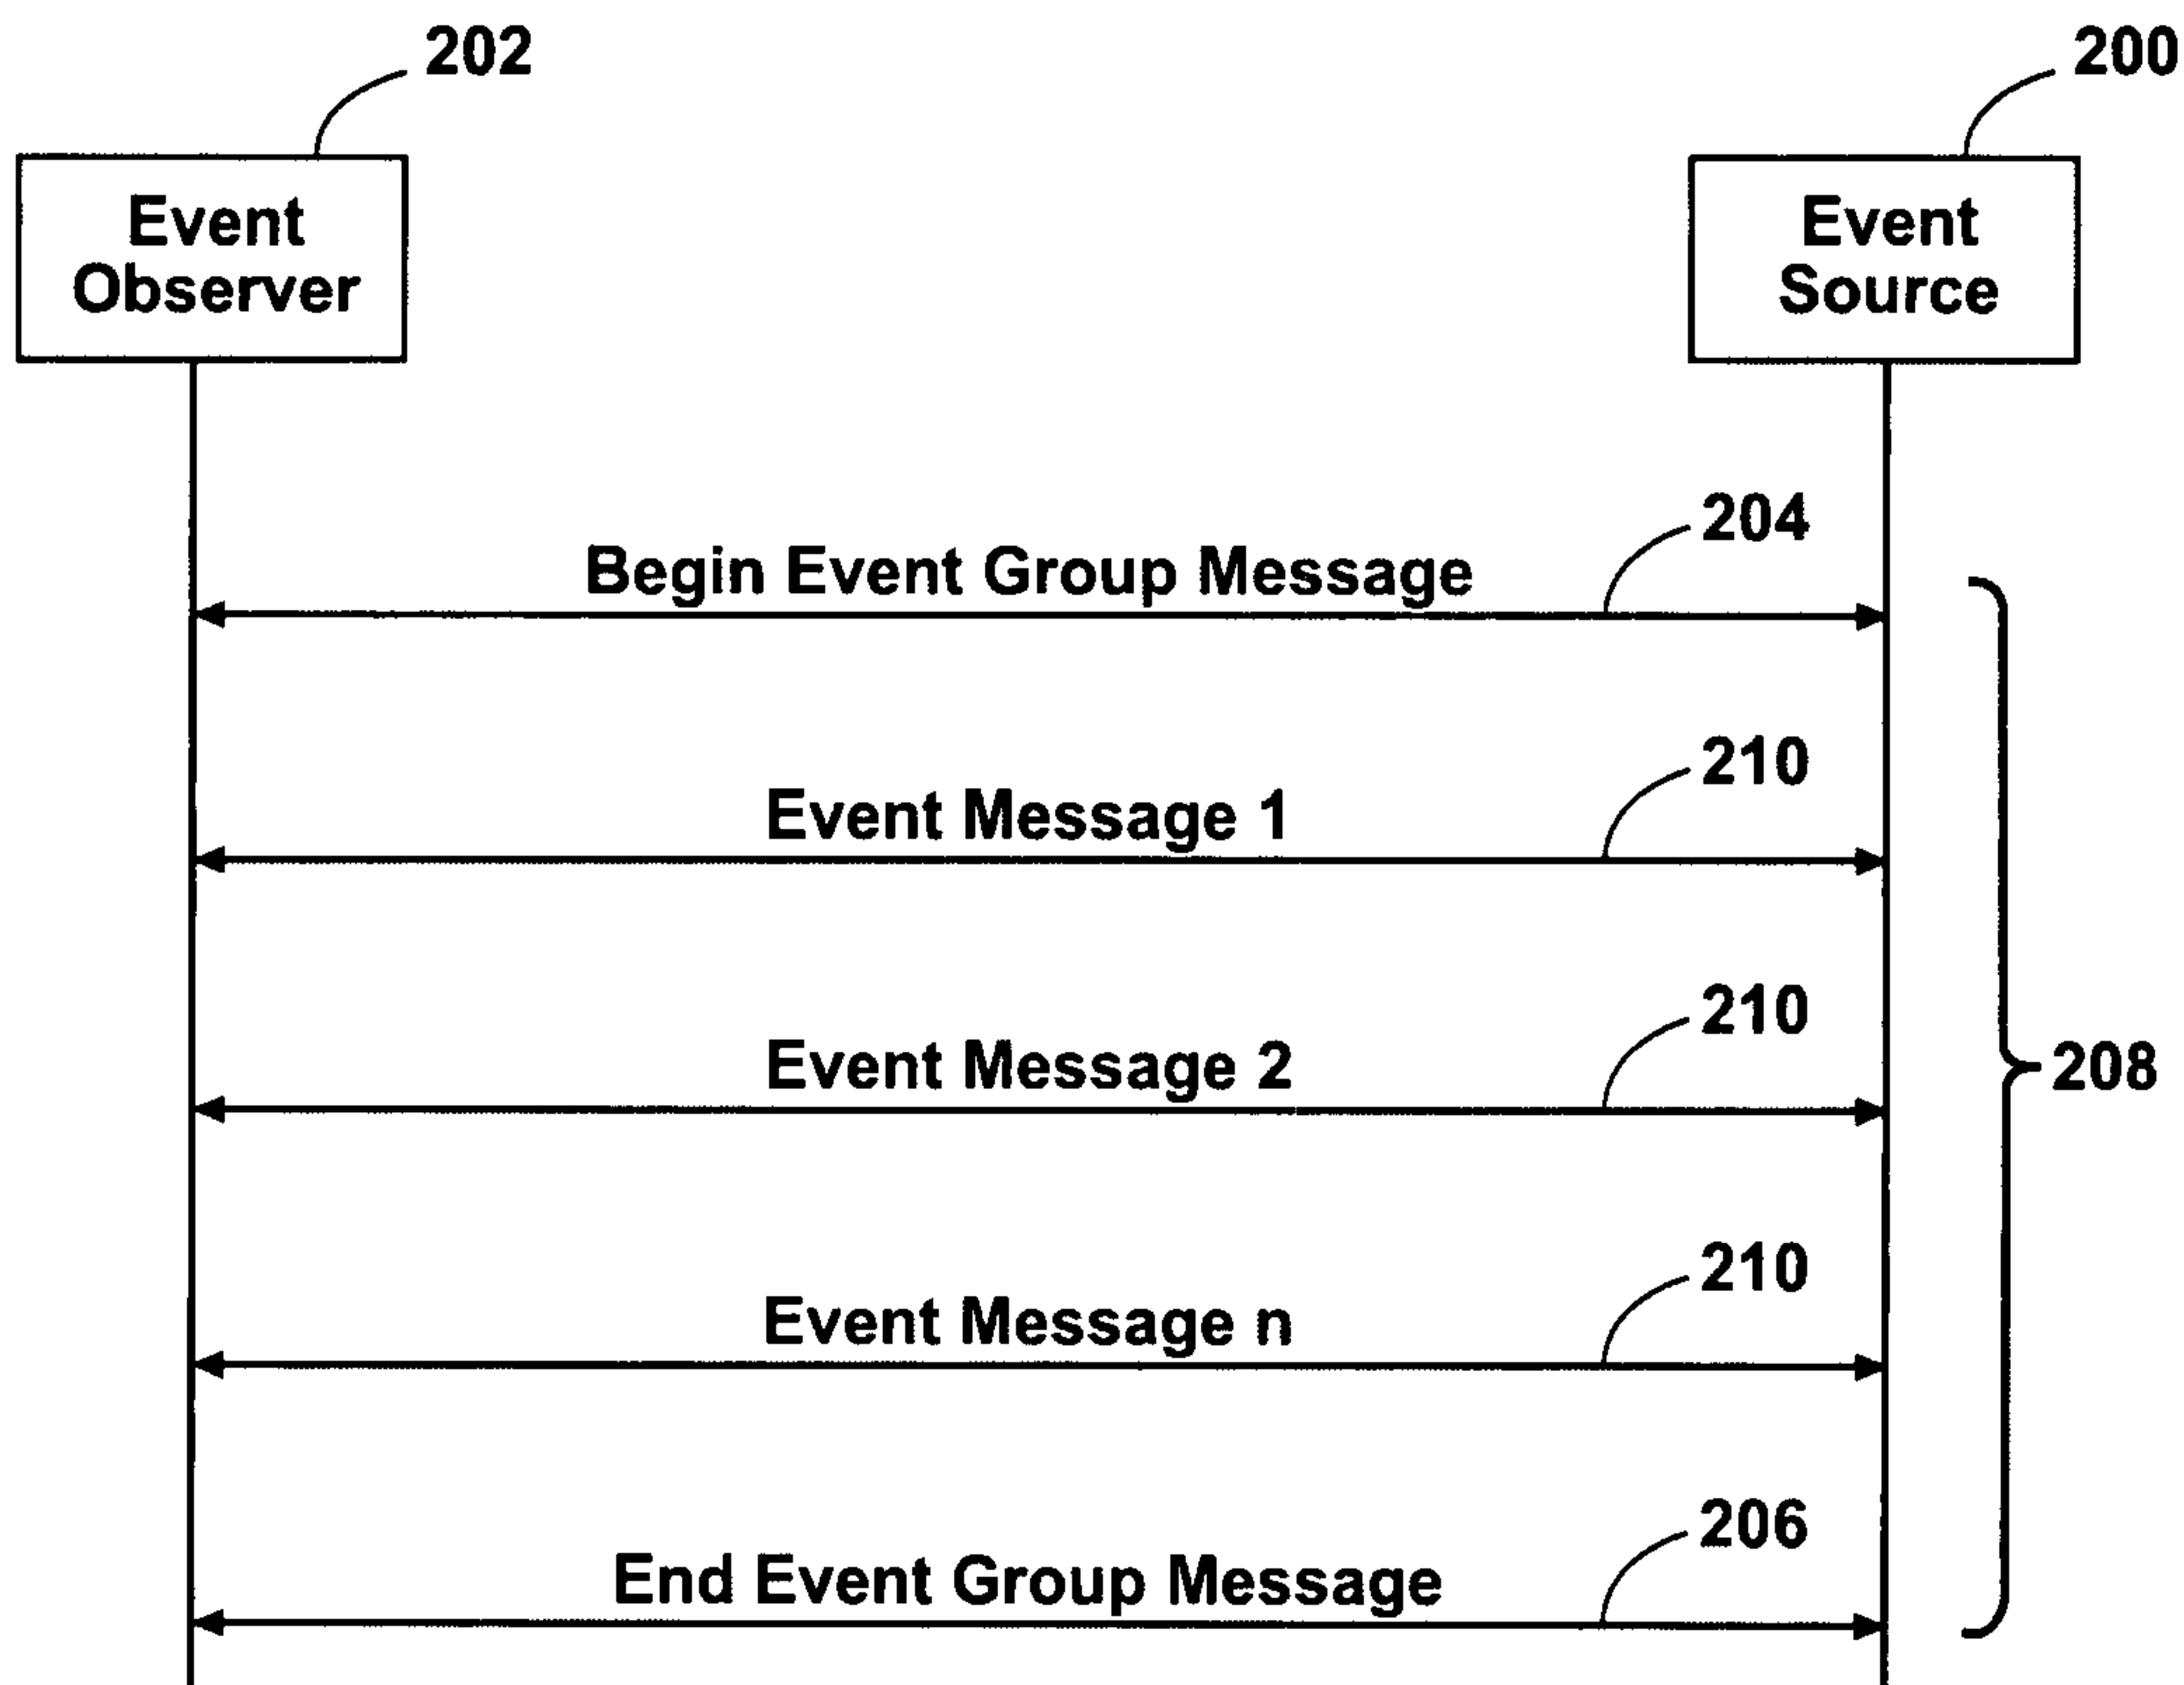 202
200
Event
Observer
Event
Source
204
Begin Event Group Message
210
Event Message 1
210
Event Message 2
208
210
Event Message n
206
End Event Group Message